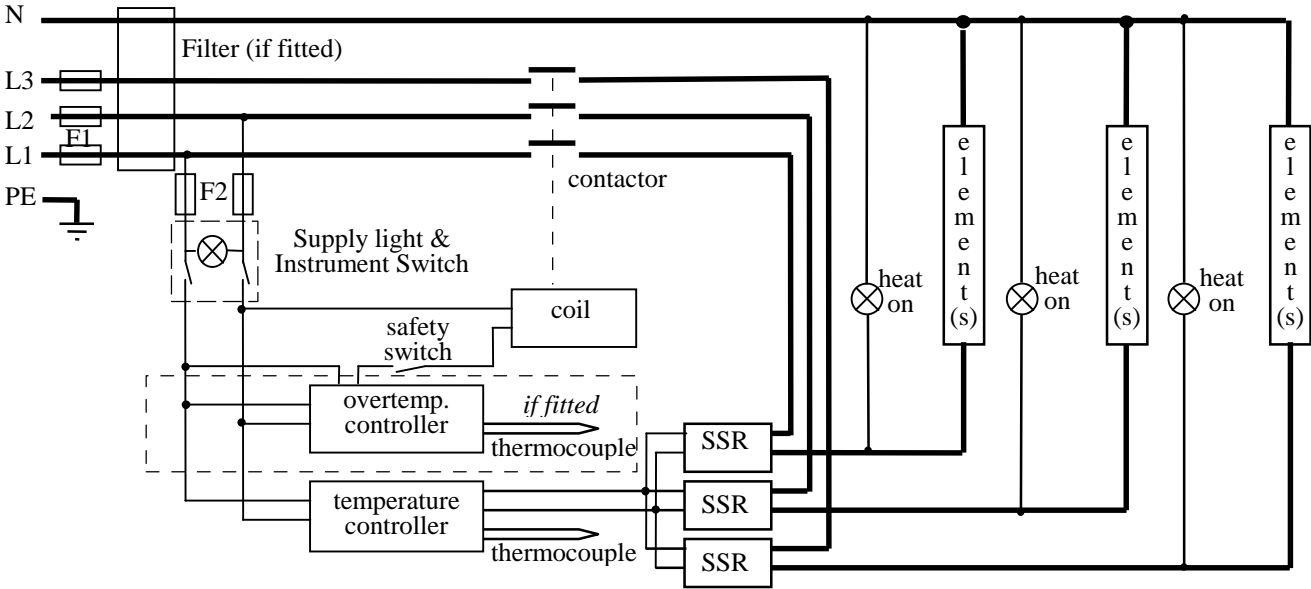 N
Filter (if fitted)
L3
L2
F1
L1
contactor
PE
F2
Supply light &
Instrument Switch
coil
safety
switch
overtemp.
controller
if fitted
thermocouple
temperature
controller
thermocouple
SSR
SSR
SSR
heat
on
element(s)
heat
on
element(s)
heat
on
element(s)